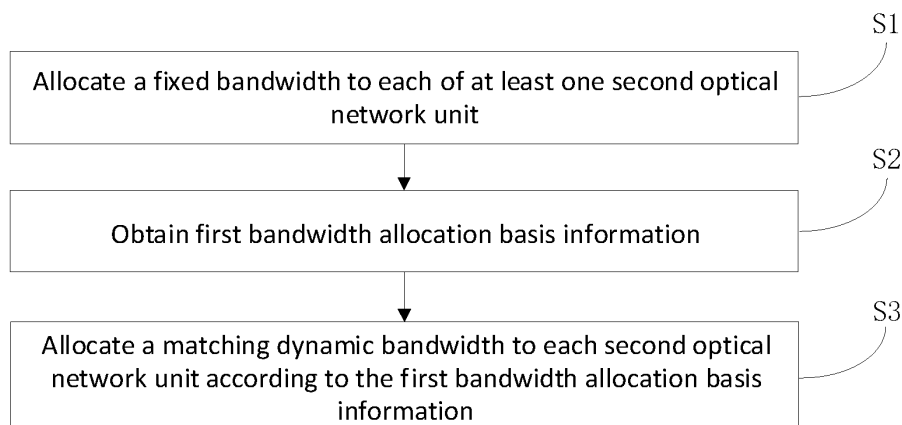 S1
Allocate a fixed bandwidth to each of at least one second optical
network unit
S2
Obtain first bandwidth allocation basis information
S3
Allocate a matching dynamic bandwidth to each second optical
network unit according to the first bandwidth allocation basis
information